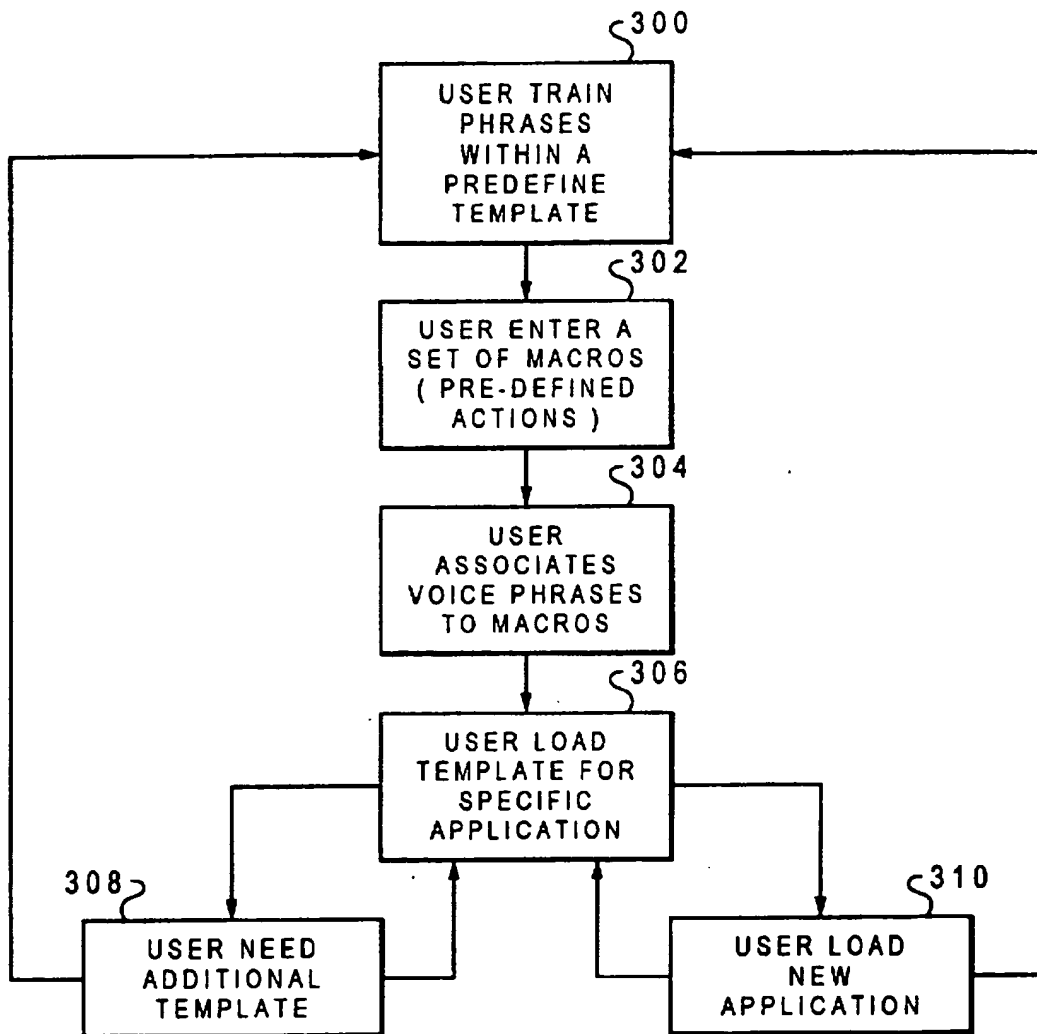 300
USER TRAIN
PHRASES
WITHIN A
PREDEFINE
TEMPLATE
302
USER ENTER A
SET OF MACROS
( PRE-DEFINED
ACTIONS )
304
USER
ASSOCIATES
VOICE PHRASES
TO MACROS
306
USER LOAD
TEMPLATE FOR
SPECIFIC
APPLICATION
308
USER NEED
ADDITIONAL
TEMPLATE
310
USER LOAD
NEW
APPLICATION